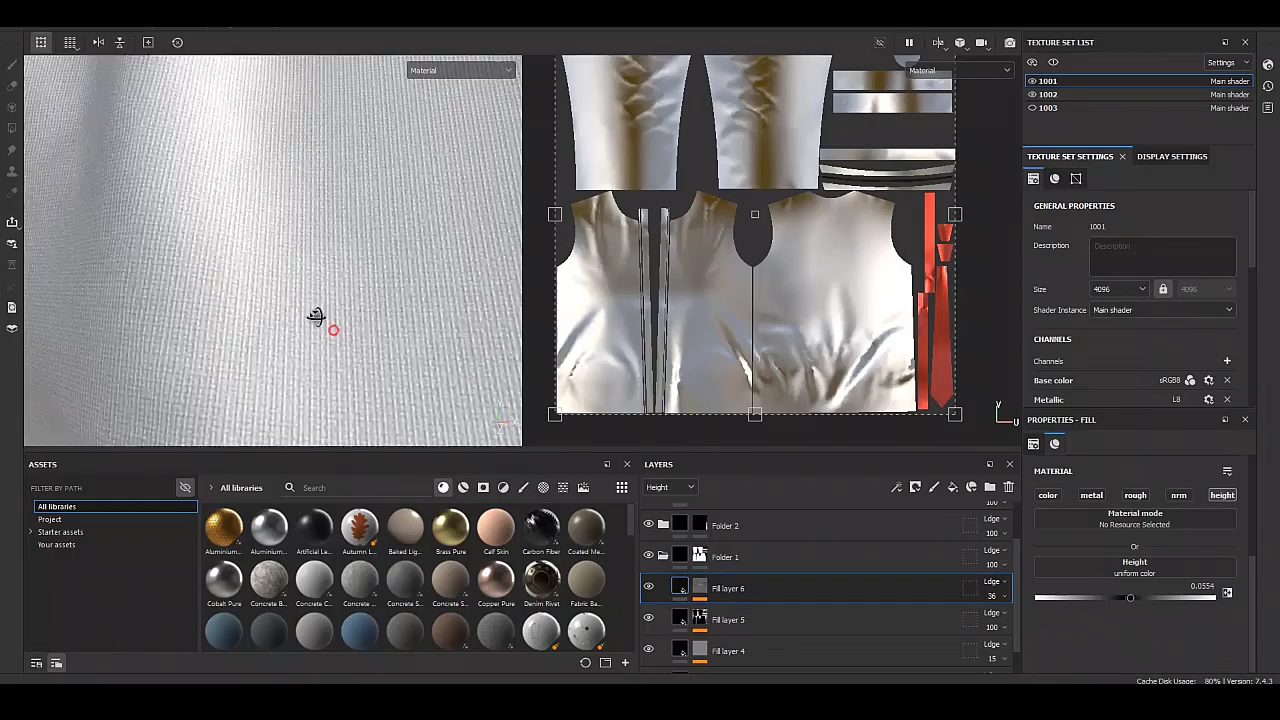 Material
Material
TEXTURE SET LIST
Settings
1001 Main shader
1002 Main shader
1003 Main shader
TEXTURE SET SETTINGS
DISPLAY SETTINGS
GENERAL PROPERTIES
Name 1001
Description Description
Size 4096 4096
Shader Instance Main shader
CHANNELS
Channels
Base color sRGB8
Metallic L8
Y
U
PROPERTIES - FILL
MATERIAL
color metal rough nrm height
Material mode
No Resource Selected
Or
Height
uniform color
0.0554
ASSETS
FILTER BY PATH
All libraries
Project
Starter assets
Your assets
All libraries
Search
Aluminium... Aluminium... Artificial Le... Autumn L... Baked Lig... Brass Pure Calf Skin Carbon Fiber Coated Me...
Cobalt Pure Concrete B... Concrete C... Concrete ... Concrete S... Concrete S... Copper Pure Denim Rivet Fabric Ba...
LAYERS
Height
100
Folder 2 Ldge 100
Folder 1 Ldge 100
Fill layer 6 Ldge 36
Fill layer 5 Ldge 100
Fill layer 4 Ldge 15
Cache Disk Usage: 80% | Version: 7.4.3